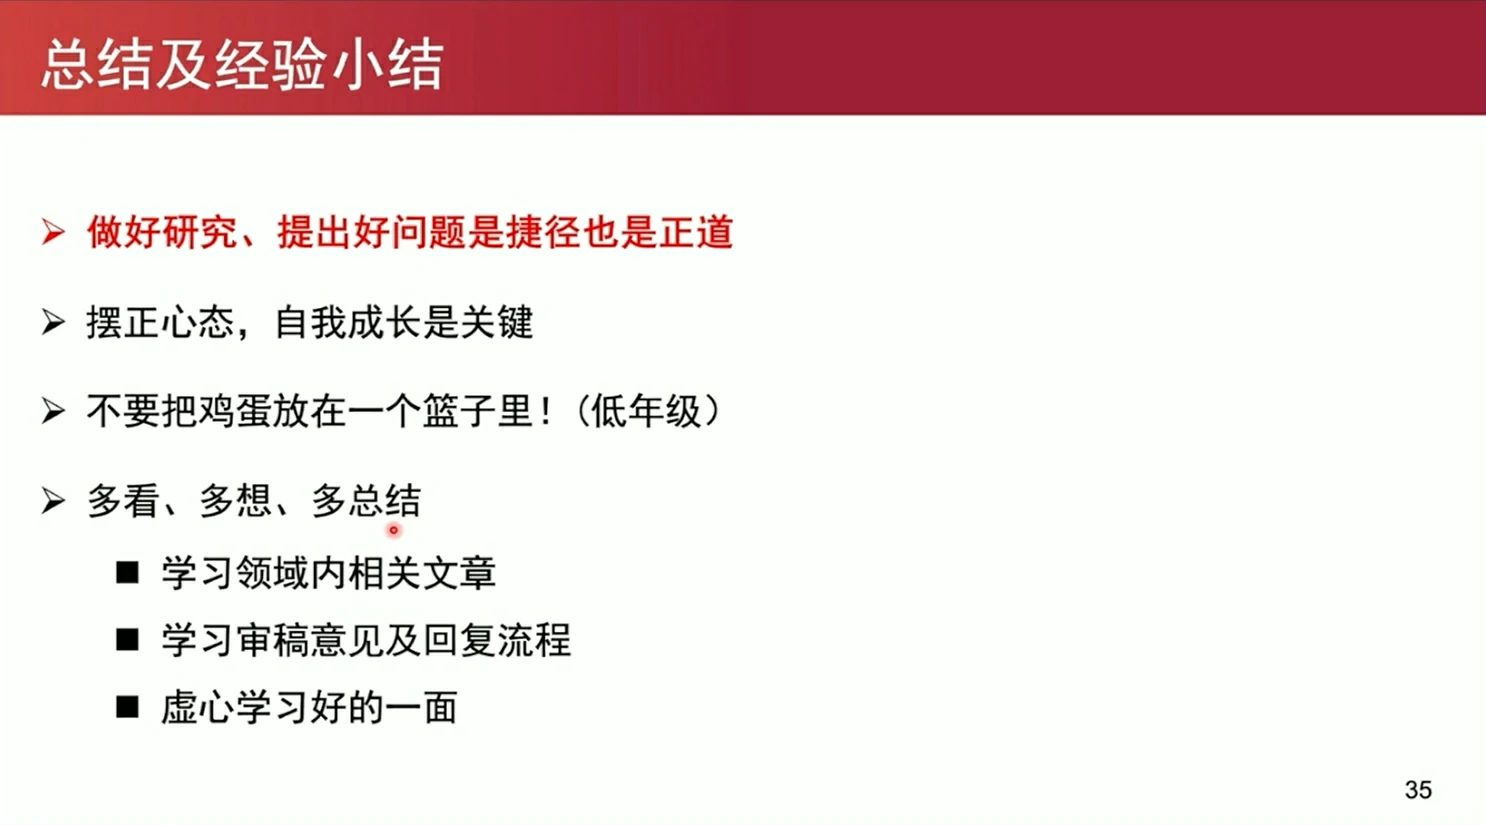 总结及经验小结
做好研究、提出好问题是捷径也是正道
摆正心态，自我成长是关键
不要把鸡蛋放在一个篮子里！（低年级）
多看、多想、多总结
学习领域内相关文章
学习审稿意见及回复流程
虚心学习好的一面
35